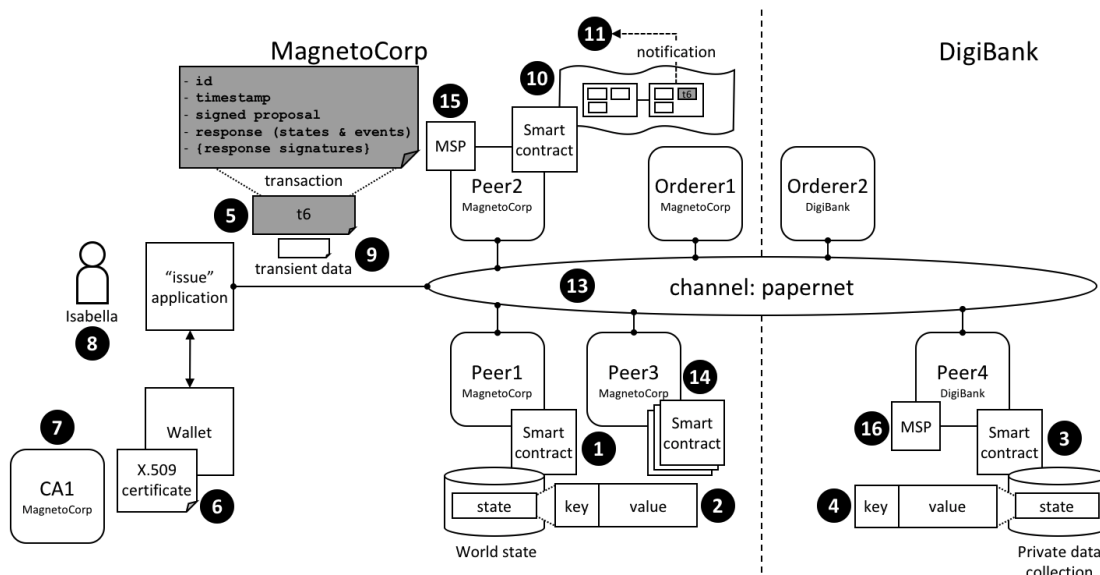 MagnetoCorp
DigiBank
11
notification
10
t6
- id
- timestamp
- signed proposal
- response (states & events)
- {response signatures}
15
MSP
Smart
contract
transaction
Peer2
MagnetoCorp
Orderer1
MagnetoCorp
Orderer2
DigiBank
5
t6
9
transient data
"issue"
application
Isabella
8
13
channel: papernet
Peer1
MagnetoCorp
Peer3
MagnetoCorp
14
Smart
contract
Peer4
DigiBank
16
MSP
Smart
contract
3
Wallet
7
CA1
MagnetoCorp
X.509
certificate
6
Smart
contract
1
state
key
value
2
World state
4
key
value
state
Private data
collection